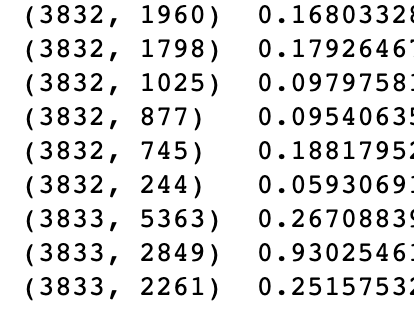 (3832, 1960) 0.16803328
(3832, 1798) 0.17926467
(3832, 1025) 0.09797581
(3832, 877) 0.09540635
(3832, 745) 0.18817952
(3832, 244) 0.05930691
(3833, 5363) 0.26708839
(3833, 2849) 0.93025461
(3833, 2261) 0.25157532